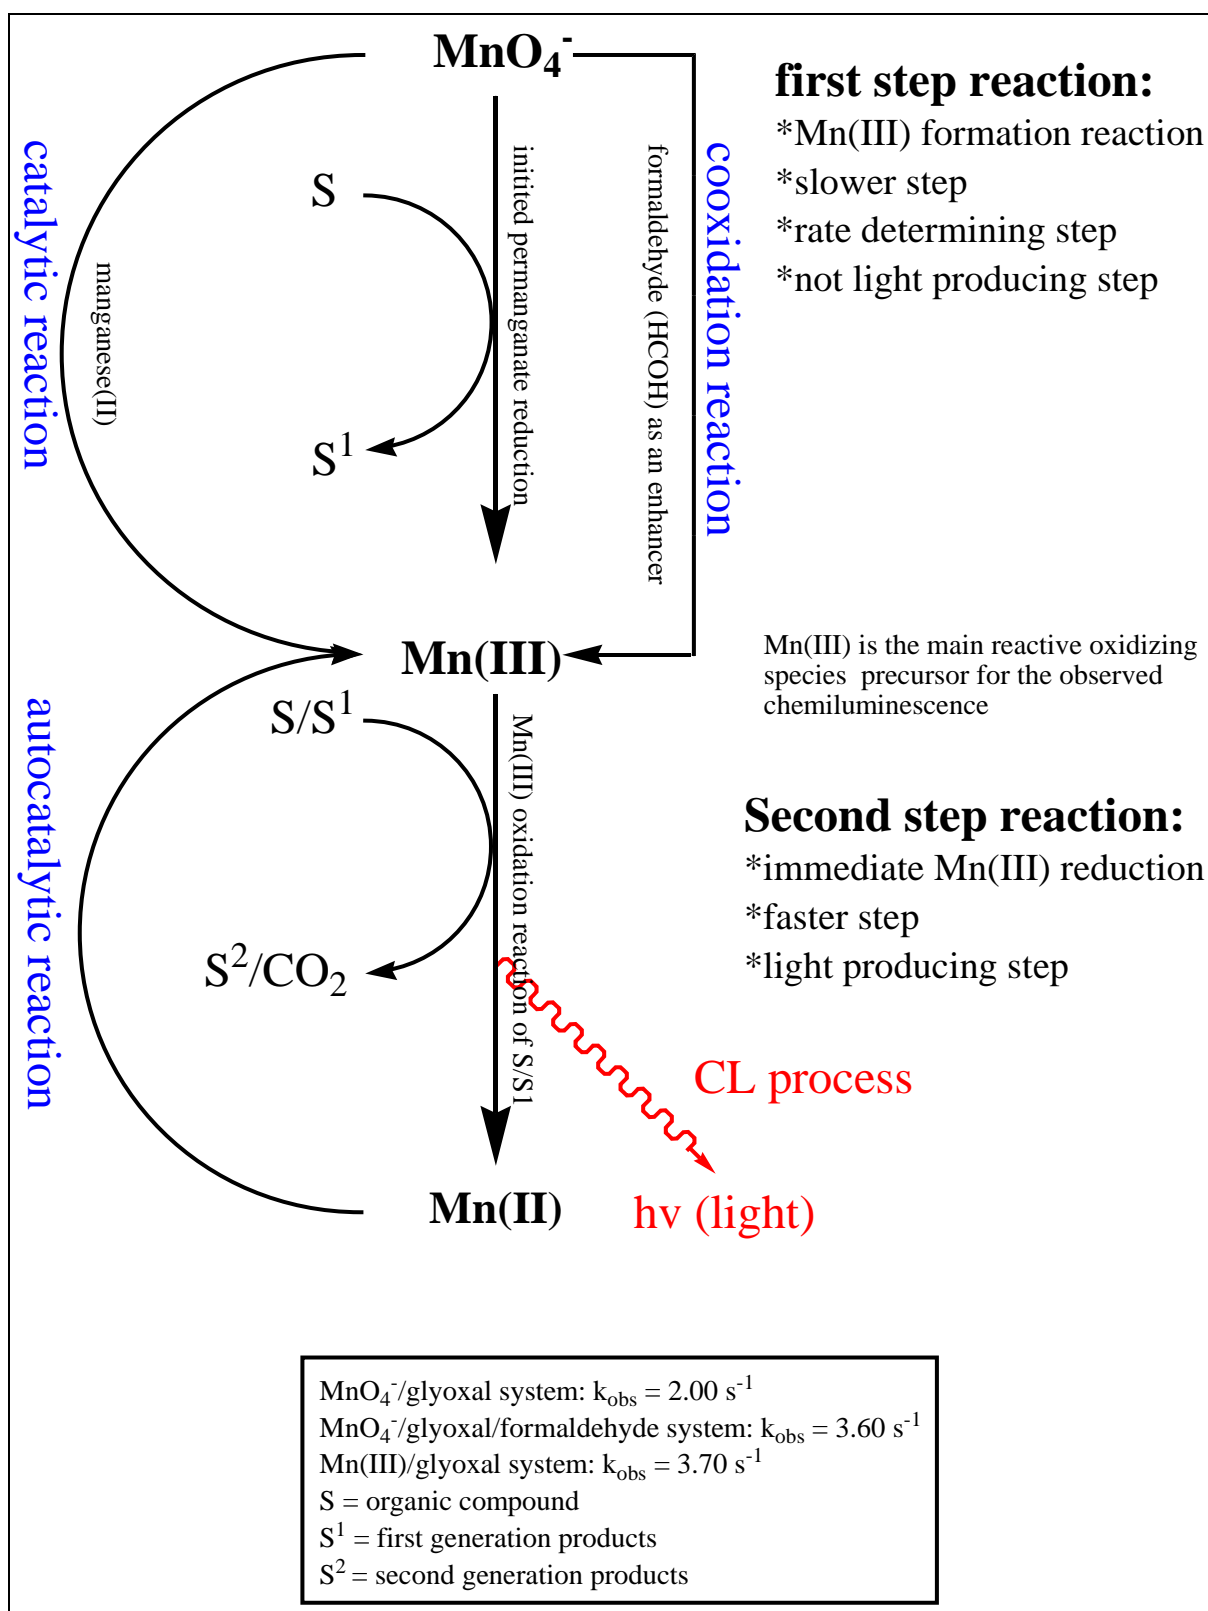 MnO₄⁻
first step reaction:
*Mn(III) formation reaction
*slower step
*rate determining step
*not light producing step
catalytic reaction
manganese(II)
S
S¹
initited permanganate reduction
formaldehyde (HCOH) as an enhancer
cooxidation reaction
Mn(III)
Mn(III) is the main reactive oxidizing
species precursor for the observed
chemiluminescence
autocatalytic reaction
S/S¹
S²/CO₂
Mn(III) oxidation reaction of S/S1
Second step reaction:
*immediate Mn(III) reduction
*faster step
*light producing step
CL process
Mn(II)
hv (light)
MnO₄⁻/glyoxal system: kobs = 2.00 s⁻¹
MnO₄⁻/glyoxal/formaldehyde system: kobs = 3.60 s⁻¹
Mn(III)/glyoxal system: kobs = 3.70 s⁻¹
S = organic compound
S¹ = first generation products
S² = second generation products